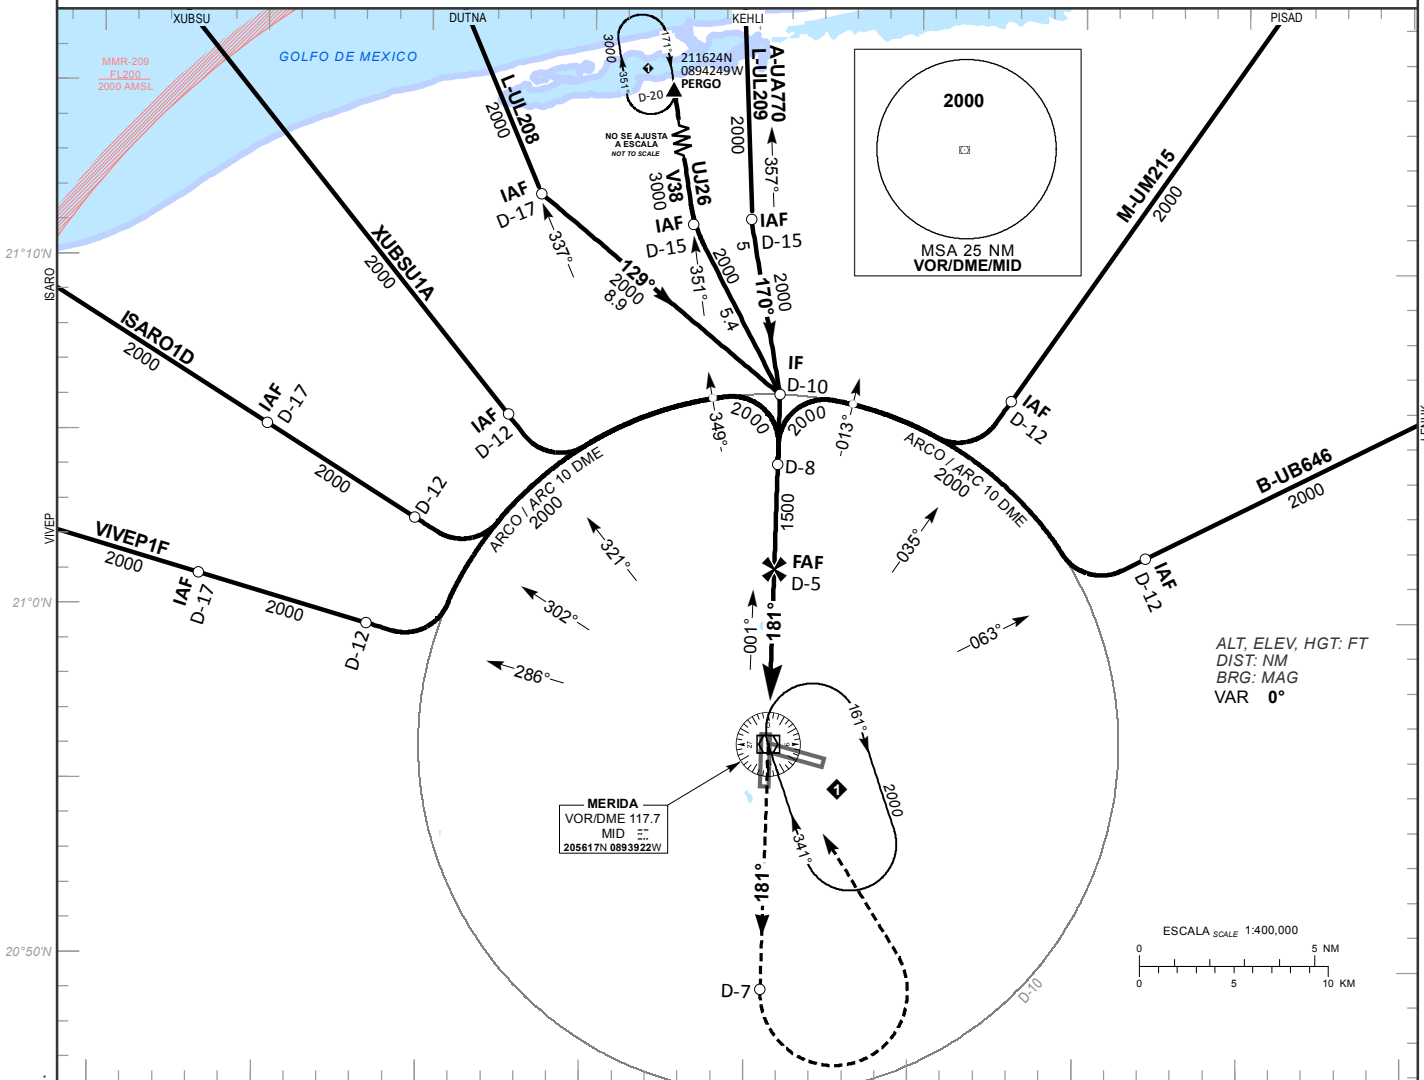 XUBSU
DUTNA
KEHLI
PISAD
MMR-209
FL200
2000 AMSL
GOLFO DE MEXICO
3000
171°
351°
1
D-20
211624N
0894249W
PERGO
A-UA770
L-UL209
2000
357°
L-UL208
2000
NO SE AJUSTA
A ESCALA
NOT TO SCALE
UJ26
V38
3000
2000
MSA 25 NM
VOR/DME/MID
M-UM215
2000
IAF
D-17
337°
IAF
D-15
351°
IAF
D-15
5
2000
170°
2000
5.4
129°
2000
8.9
21°10'N
ISARO
XUBSU1A
2000
ISARO1D
2000
IAF
D-17
2000
D-12
IAF
D-12
IF
D-10
2000
2000
349°
013°
IAF
D-12
ARCO / ARC 10 DME
2000
ARCO / ARC 10 DME
2000
D-8
1500
B-UB646
2000
IAF
D-12
VIVEP
VIVEP1F
2000
IAF
D-17
2000
D-12
321°
302°
286°
035°
063°
FAF
D-5
001°
181°
21°0'N
ALT, ELEV, HGT: FT
DIST: NM
BRG: MAG
VAR 0°
161°
2000
341°
1
MERIDA
VOR/DME 117.7
MID
205617N 0893922W
27
181°
D-7
20°50'N
D-10
ESCALA SCALE 1:400,000
0 5 NM
0 5 10 KM